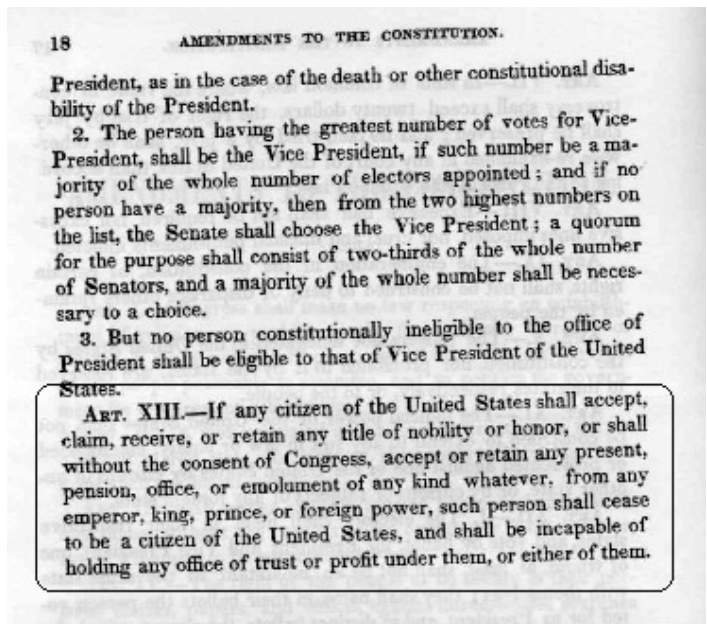 18 AMENDMENTS TO THE CONSTITUTION.
President, as in the case of the death or other constitutional disa-
bility of the President.
2. The person having the greatest number of votes for Vice-
President, shall be the Vice President, if such number be a ma-
jority of the whole number of electors appointed; and if no
person have a majority, then from the two highest numbers on
the list, the Senate shall choose the Vice President; a quorum
for the purpose shall consist of two-thirds of the whole number
of Senators, and a majority of the whole number shall be neces-
sary to a choice.
3. But no person constitutionally ineligible to the office of
President shall be eligible to that of Vice President of the United
States.
ART. XIII.—If any citizen of the United States shall accept,
claim, receive, or retain any title of nobility or honor, or shall
without the consent of Congress, accept or retain any present,
pension, office, or emolument of any kind whatever, from any
emperor, king, prince, or foreign power, such person shall cease
to be a citizen of the United States, and shall be incapable of
holding any office of trust or profit under them, or either of them.